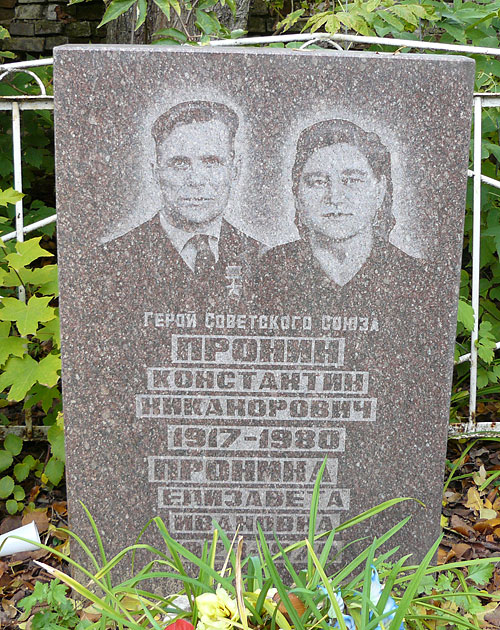 Герой Советского Союза
ПРОНИН
КОНСТАНТИН
НИКАНОРОВИЧ
1917-1980
ПРОНИНА
ЕЛИЗАВЕТА
ИВАНОВНА